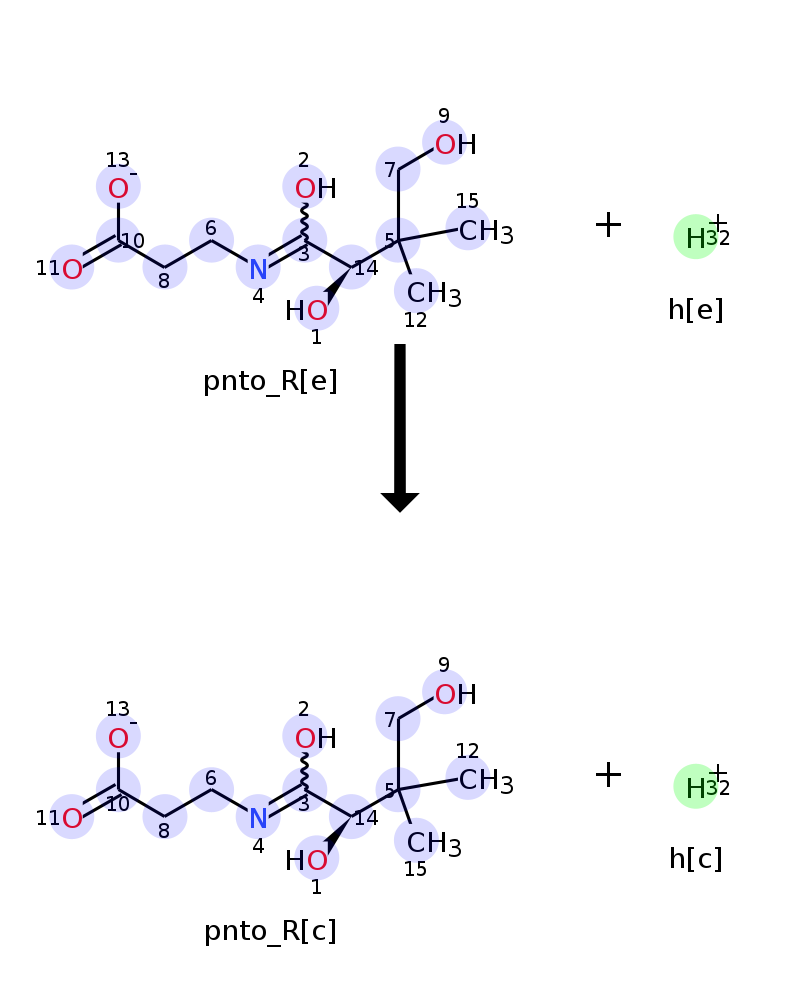 9
OH
13
2
7
15
O-
OH
CH3
+
H+
32
10
6
5
3
11
O
8
N
14
CH3
h[e]
4
HO
12
1
pnto_R[e]
9
OH
13
2
7
12
O-
OH
CH3
+
H+
32
10
6
5
3
11
O
8
N
14
CH3
4
HO
15
h[c]
1
pnto_R[c]